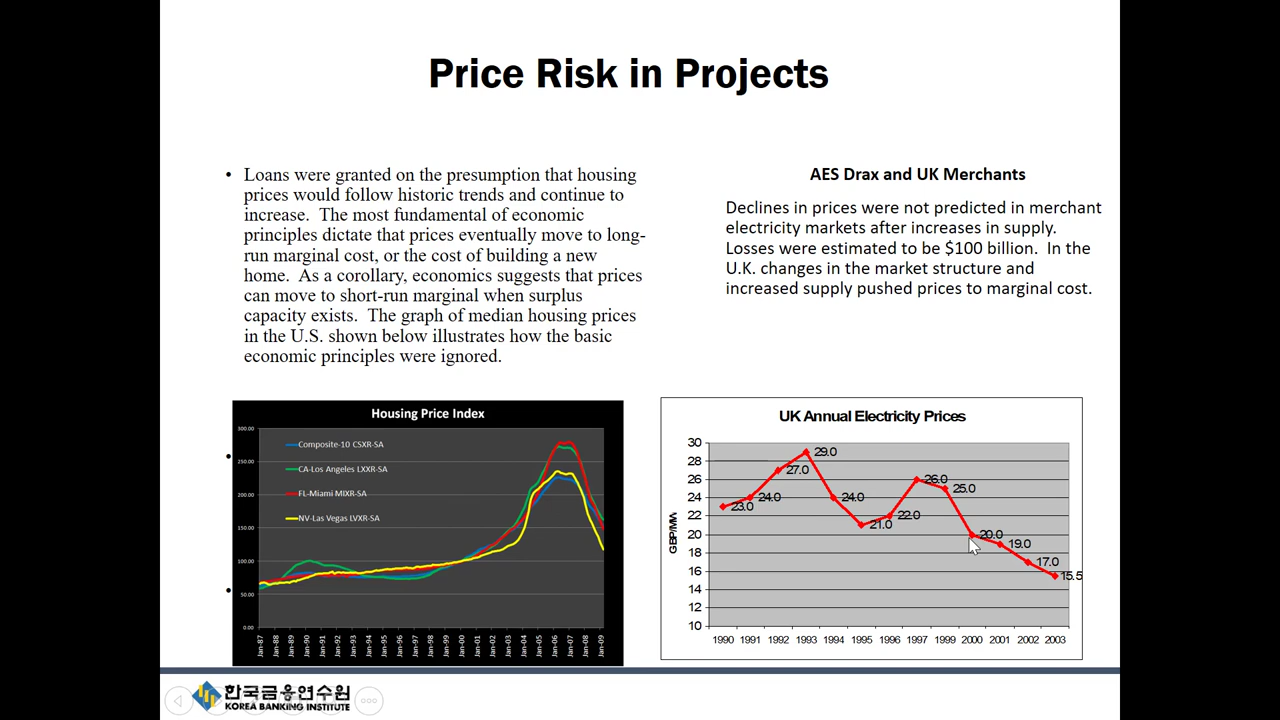 Price Risk in Projects
• Loans were granted on the presumption that housing
prices would follow historic trends and continue to
increase. The most fundamental of economic
principles dictate that prices eventually move to long-
run marginal cost, or the cost of building a new
home. As a corollary, economics suggests that prices
can move to short-run marginal when surplus
capacity exists. The graph of median housing prices
in the U.S. shown below illustrates how the basic
economic principles were ignored.
AES Drax and UK Merchants
Declines in prices were not predicted in merchant
electricity markets after increases in supply.
Losses were estimated to be $100 billion. In the
U.K. changes in the market structure and
increased supply pushed prices to marginal cost.
Housing Price Index
300.00
250.00
200.00
150.00
100.00
50.00
0.00
Composite-10 CSXR-SA
CA-Los Angeles LXXR-SA
FL-Miami MIXR-SA
NV-Las Vegas LVXR-SA
Jan-87 Jan-88 Jan-89 Jan-90 Jan-91 Jan-92 Jan-93 Jan-94 Jan-95 Jan-96 Jan-97 Jan-98 Jan-99 Jan-00 Jan-01 Jan-02 Jan-03 Jan-04 Jan-05 Jan-06 Jan-07 Jan-08 Jan-09
UK Annual Electricity Prices
GBP/MW
30
28
26
24
22
20
18
16
14
12
10
23.0 24.0 27.0 29.0 24.0 21.0 22.0 26.0 25.0 20.0 19.0 17.0 15.5
1990 1991 1992 1993 1994 1995 1996 1997 1999 2000 2001 2002 2003
한국금융연수원
KOREA BANKING INSTITUTE